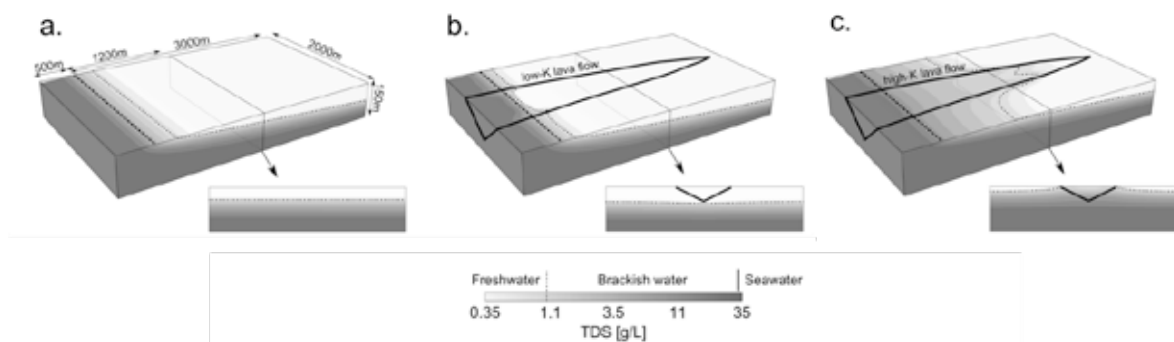 a.
500m
1200m
3000m
2000m
150m
b.
low-K lava flow
c.
high-K lava flow
Freshwater Brackish water Seawater
0.35 1.1 3.5 11 35
TDS [g/L]